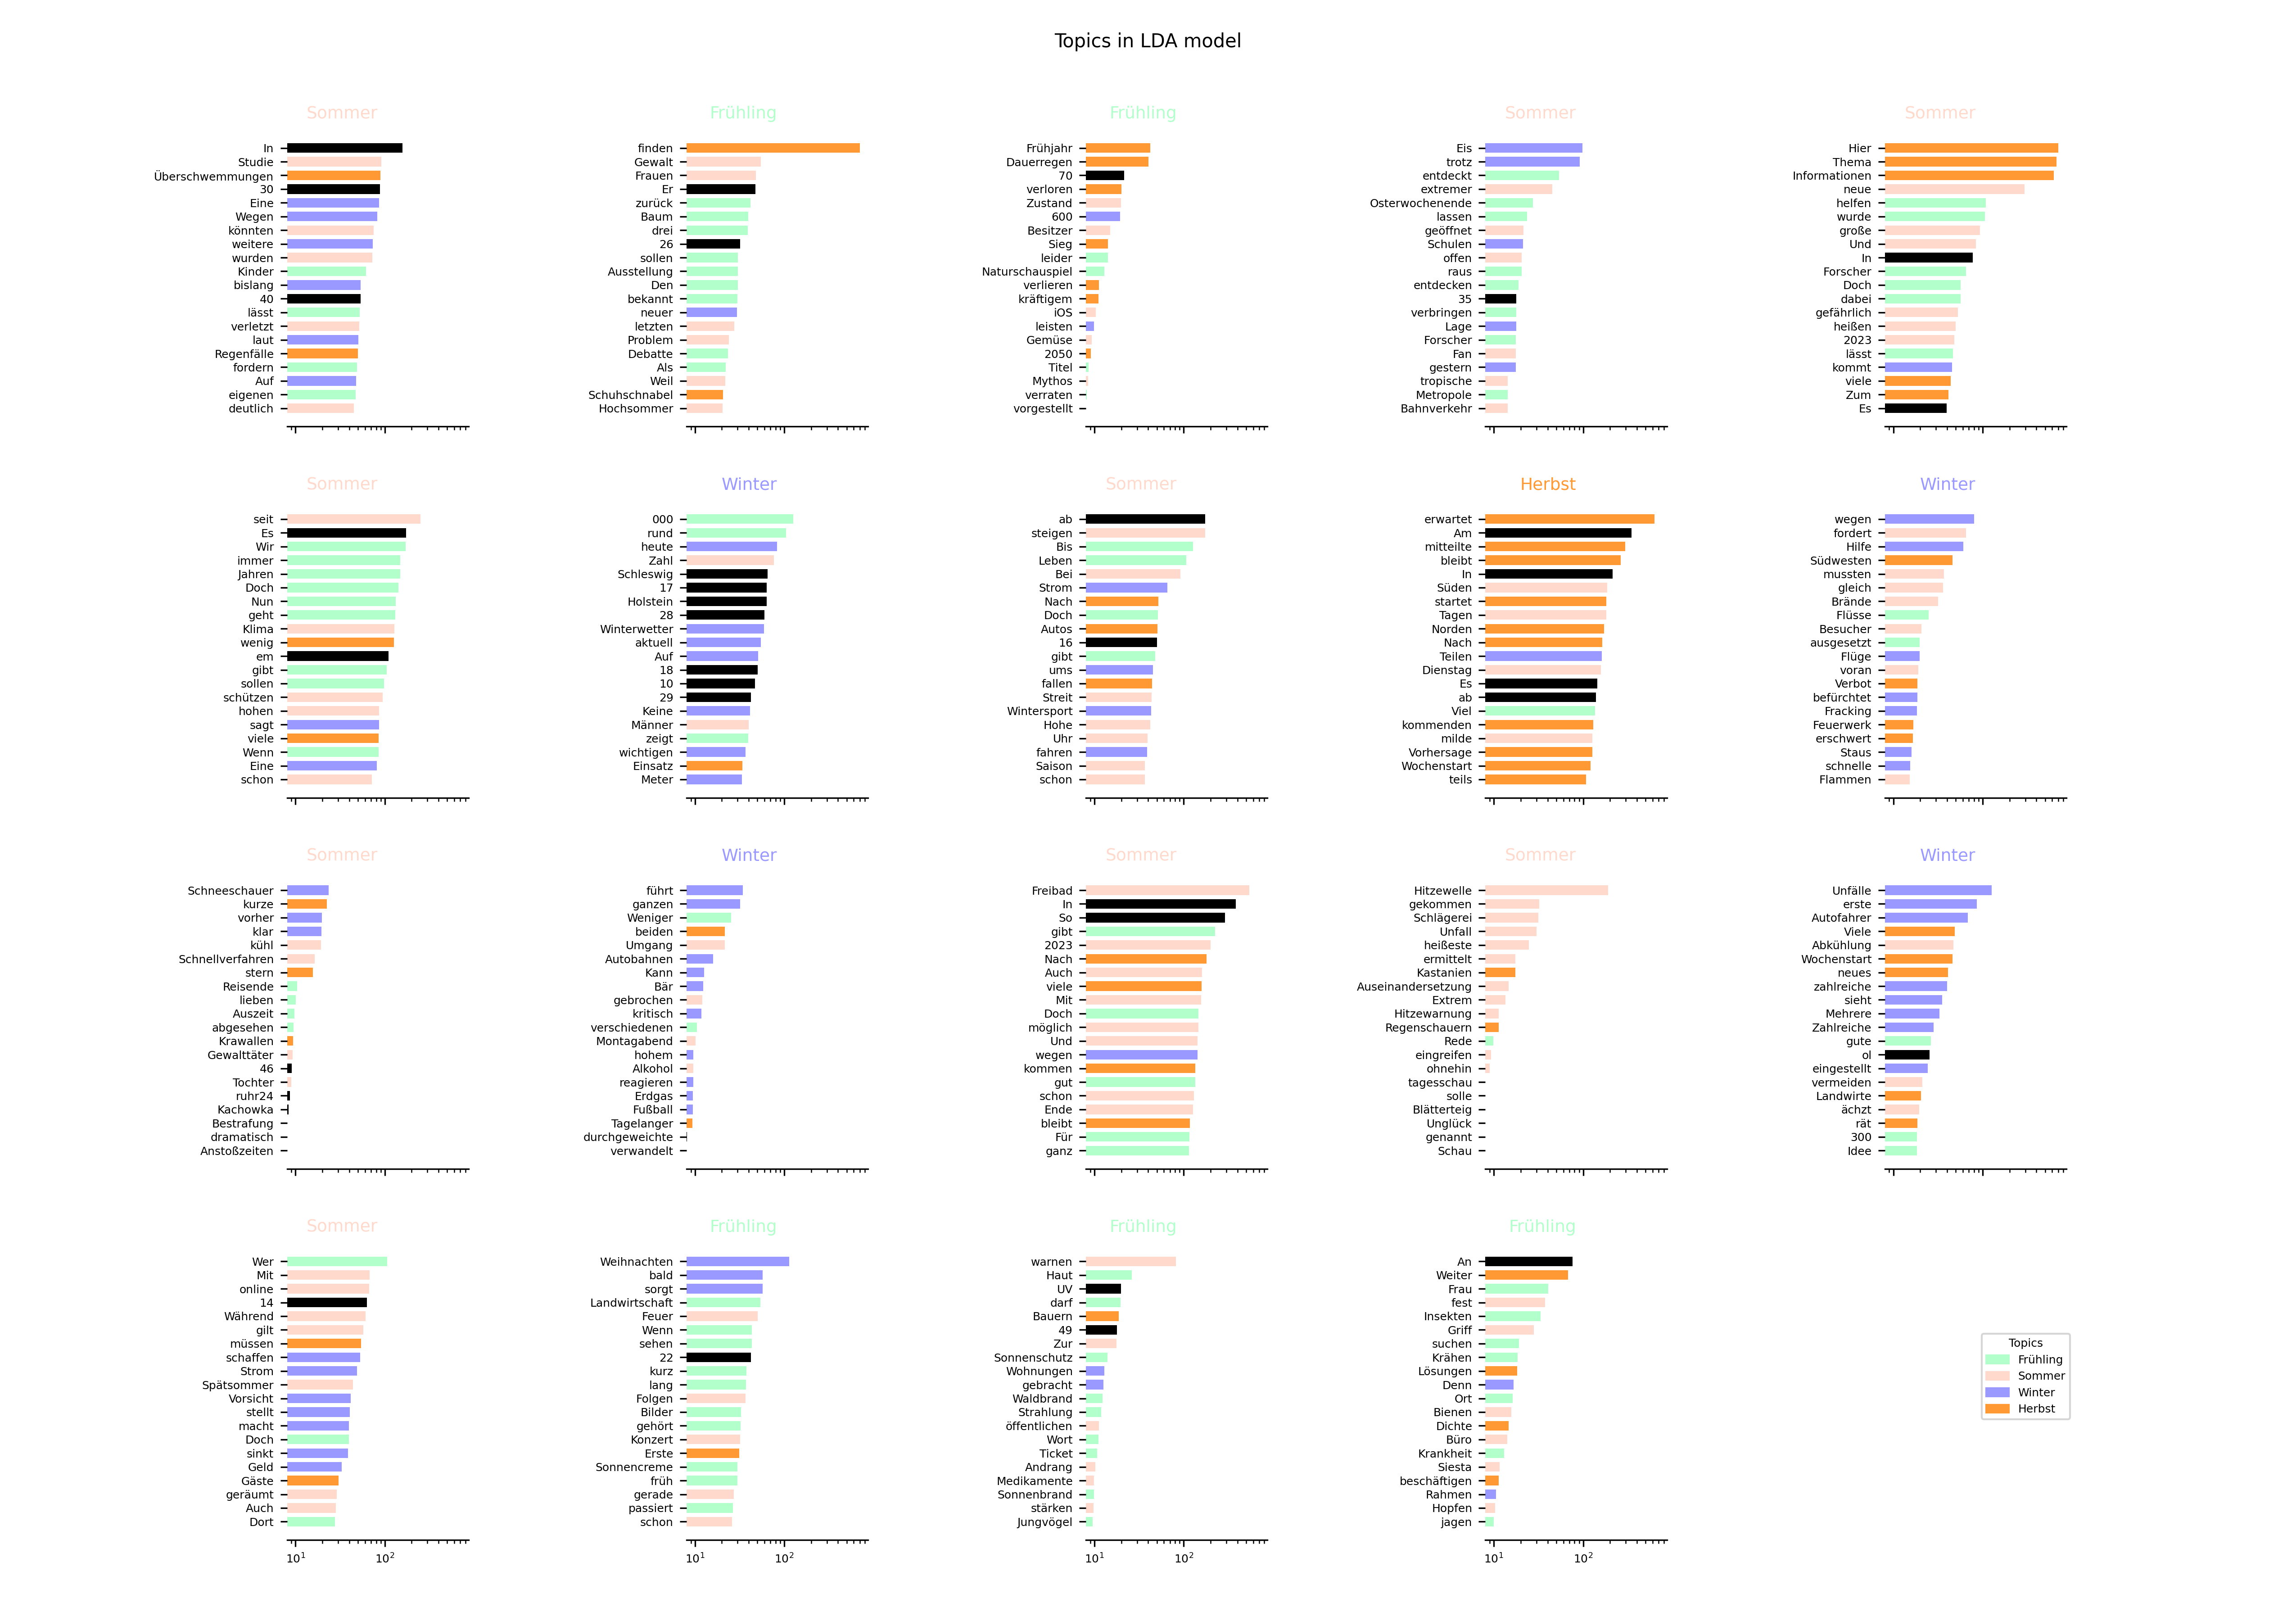 Topics in LDA model
Sommer
In
Studie
Überschwemmungen
30
Eine
Wegen
könnten
weitere
wurden
Kinder
bislang
40
lässt
verletzt
laut
Regenfälle
fordern
Auf
eigenen
deutlich
Frühling
finden
Gewalt
Frauen
Er
zurück
Baum
drei
26
sollen
Ausstellung
Den
bekannt
neuer
letzten
Problem
Debatte
Als
Weil
Schuhschnabel
Hochsommer
Frühling
Frühjahr
Dauerregen
70
verloren
Zustand
600
Besitzer
Sieg
leider
Naturschauspiel
verlieren
kräftigem
iOS
leisten
Gemüse
2050
Titel
Mythos
verraten
vorgestellt
Sommer
Eis
trotz
entdeckt
extremer
Osterwochenende
lassen
geöffnet
Schulen
offen
raus
entdecken
35
verbringen
Lage
Forscher
Fan
gestern
tropische
Metropole
Bahnverkehr
Sommer
Hier
Thema
Informationen
neue
helfen
wurde
große
Und
In
Forscher
Doch
dabei
gefährlich
heißen
2023
lässt
kommt
viele
Zum
Es
Sommer
seit
Es
Wir
immer
Jahren
Doch
Nun
geht
Klima
wenig
em
gibt
sollen
schützen
hohen
sagt
viele
Wenn
Eine
schon
Winter
000
rund
heute
Zahl
Schleswig
17
Holstein
28
Winterwetter
aktuell
Auf
18
10
29
Keine
Männer
zeigt
wichtigen
Einsatz
Meter
Sommer
ab
steigen
Bis
Leben
Bei
Strom
Nach
Doch
Autos
16
gibt
ums
fallen
Streit
Wintersport
Hohe
Uhr
fahren
Saison
schon
Herbst
erwartet
Am
mitteilte
bleibt
In
Süden
startet
Tagen
Norden
Nach
Teilen
Dienstag
Es
ab
Viel
kommenden
milde
Vorhersage
Wochenstart
teils
Winter
wegen
fordert
Hilfe
Südwesten
mussten
gleich
Brände
Flüsse
Besucher
ausgesetzt
Flüge
voran
Verbot
befürchtet
Fracking
Feuerwerk
erschwert
Staus
schnelle
Flammen
Sommer
Schneeschauer
kurze
vorher
klar
kühl
Schnellverfahren
stern
Reisende
lieben
Auszeit
abgesehen
Krawallen
Gewalttäter
46
Tochter
ruhr24
Kachowka
Bestrafung
dramatisch
Anstoßzeiten
Winter
führt
ganzen
Weniger
beiden
Umgang
Autobahnen
Kann
Bär
gebrochen
kritisch
verschiedenen
Montagabend
hohem
Alkohol
reagieren
Erdgas
Fußball
Tagelanger
durchgeweichte
verwandelt
Sommer
Freibad
In
So
gibt
2023
Nach
Auch
viele
Mit
Doch
möglich
Und
wegen
kommen
gut
schon
Ende
bleibt
Für
ganz
Sommer
Hitzewelle
gekommen
Schlägerei
Unfall
heißeste
ermittelt
Kastanien
Auseinandersetzung
Extrem
Hitzewarnung
Regenschauern
Rede
eingreifen
ohnehin
tagesschau
solle
Blätterteig
Unglück
genannt
Schau
Winter
Unfälle
erste
Autofahrer
Viele
Abkühlung
Wochenstart
neues
zahlreiche
sieht
Mehrere
Zahlreiche
gute
ol
eingestellt
vermeiden
Landwirte
ächzt
rät
300
Idee
Sommer
Wer
Mit
online
14
Während
gilt
müssen
schaffen
Strom
Spätsommer
Vorsicht
stellt
macht
Doch
sinkt
Geld
Gäste
geräumt
Auch
Dort
10¹ 10²
Frühling
Weihnachten
bald
sorgt
Landwirtschaft
Feuer
Wenn
sehen
22
kurz
lang
Folgen
Bilder
gehört
Konzert
Erste
Sonnencreme
früh
gerade
passiert
schon
10¹ 10²
Frühling
warnen
Haut
UV
darf
Bauern
49
Zur
Sonnenschutz
Wohnungen
gebracht
Waldbrand
Strahlung
öffentlichen
Wort
Ticket
Andrang
Medikamente
Sonnenbrand
stärken
Jungvögel
10¹ 10²
Frühling
An
Weiter
Frau
fest
Insekten
Griff
suchen
Krähen
Lösungen
Denn
Ort
Bienen
Dichte
Büro
Krankheit
Siesta
beschäftigen
Rahmen
Hopfen
jagen
10¹ 10²
Topics
Frühling
Sommer
Winter
Herbst